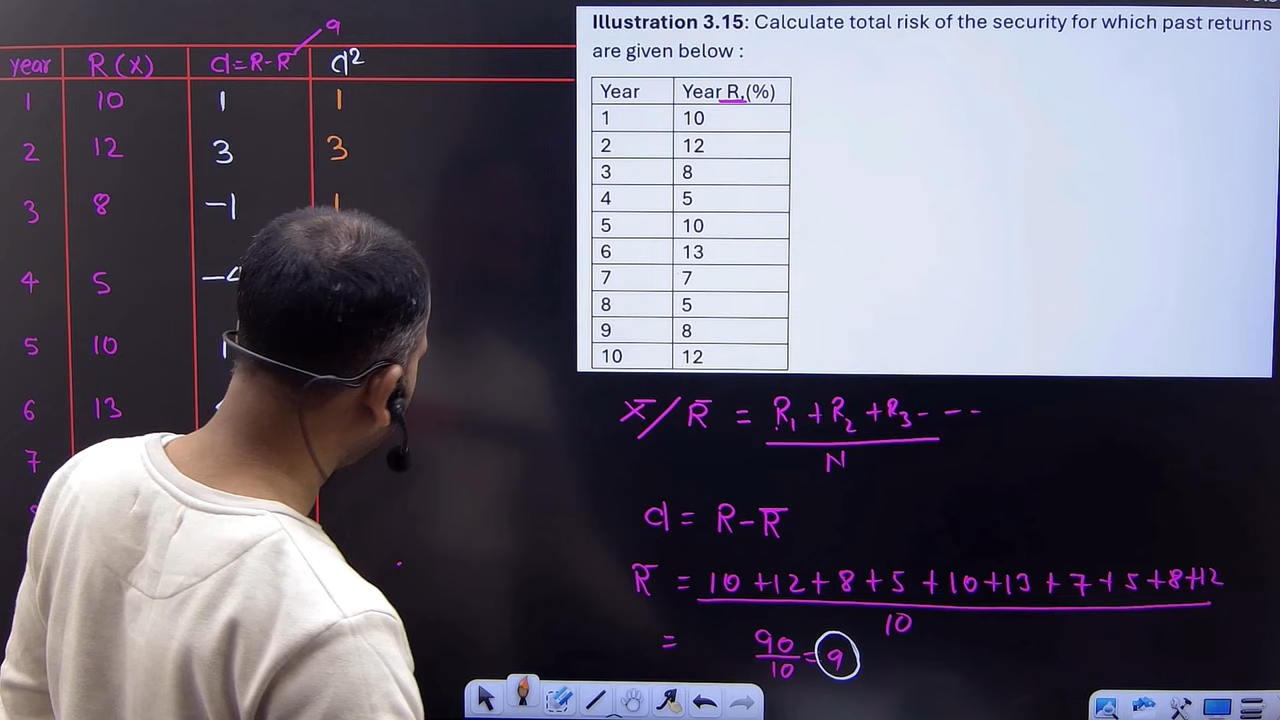 9
year R(X) d=R-R̄ d²
1 10 1 1
2 12 3 3
3 8 -1 1
4 5 -4
5 10 1
6 13
7
Illustration 3.15: Calculate total risk of the security for which past returns
are given below :
Year Year R,(%)
1 10
2 12
3 8
4 5
5 10
6 13
7 7
8 5
9 8
10 12
X̄/R̄ = R₁+R₂+R₃----
N
d = R-R̄
R̄ = 10+12+8+5+10+13+7+5+8+12
10
= 90/10 = 9